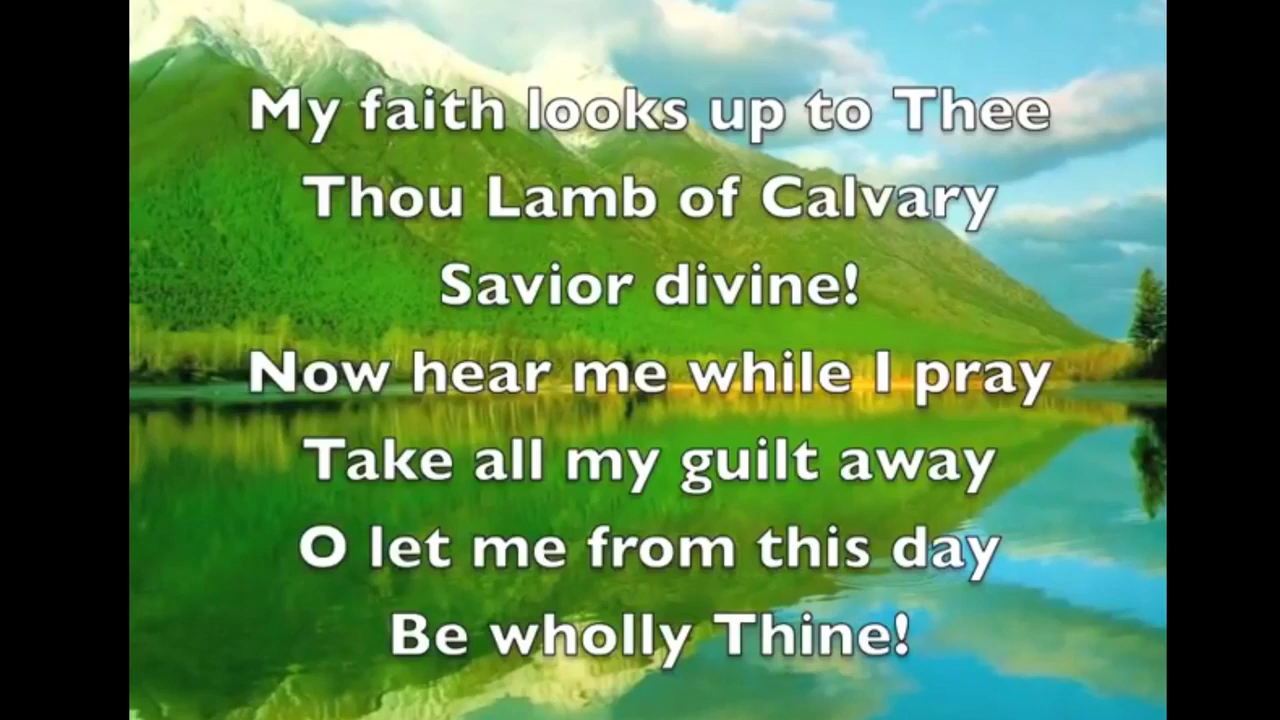 My faith looks up to Thee
Thou Lamb of Calvary
Savior divine!
Now hear me while I pray
Take all my guilt away
O let me from this day
Be wholly Thine!